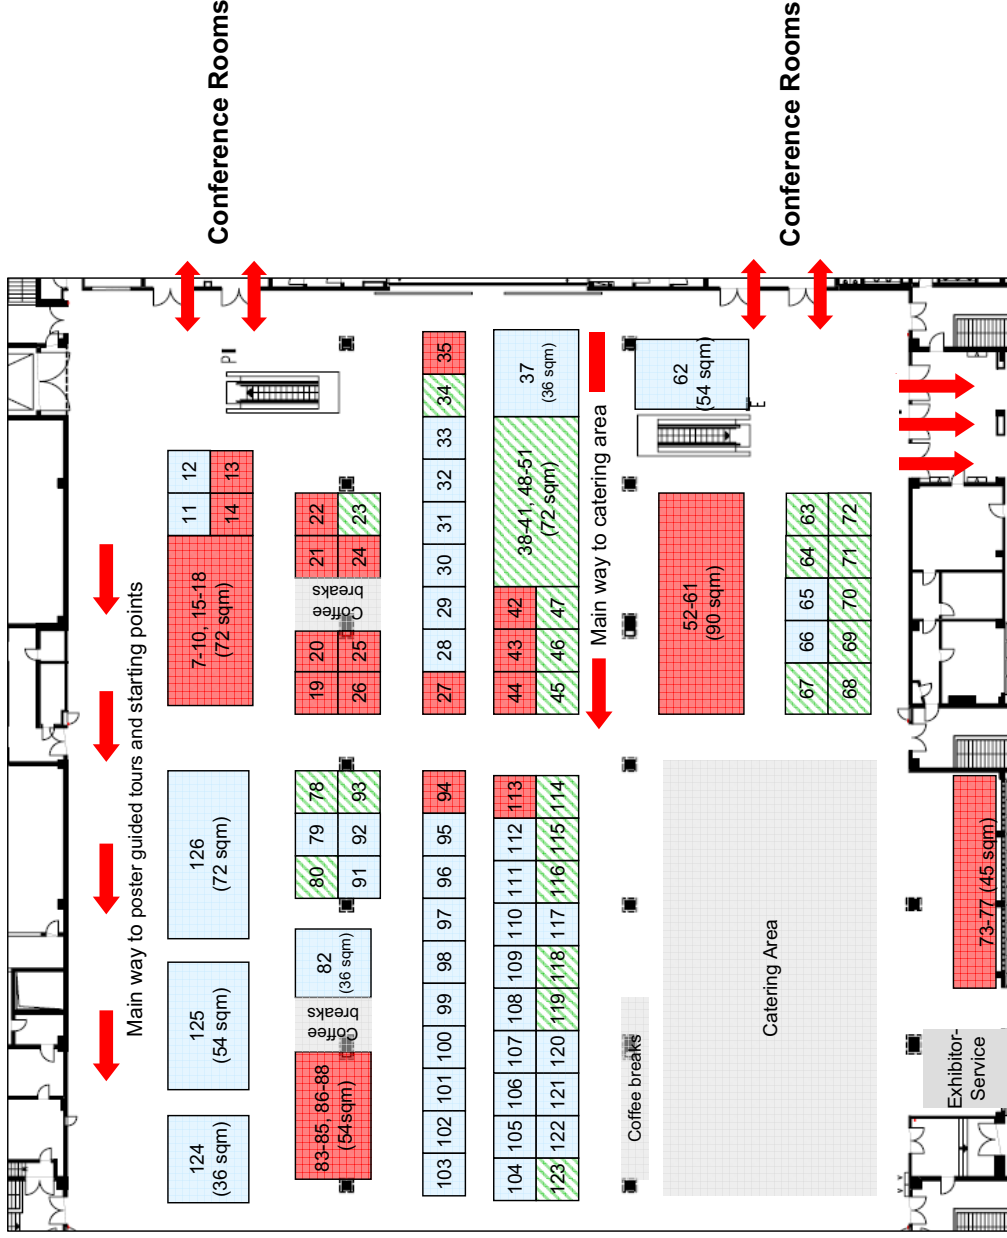 Main way to poster guided tours and starting points
124
(36 sqm)
125
(54 sqm)
126
(72 sqm)
7-10, 15-18
(72 sqm)
11 12
14 13
PI
Conference Rooms
83-85, 86-88
(54sqm)
Coffee
breaks
82
(36 sqm)
80 79 78
91 92 93
19 20
26 25
Coffee
breaks
21 22
24 23
103 102 101 100 99 98 97 96 95 94
27 28 29 30 31 32 33 34 35
104 105 106 107 108 109 110 111 112 113
123 122 121 120 119 118 117 116 115 114
44 43 42
45 46 47
38-41, 48-51
(72 sqm)
37
(36 sqm)
Main way to catering area
Coffee breaks
Catering Area
52-61
(90 sqm)
62
(54 sqm)
E
Conference Rooms
67 66 65 64 63
68 69 70 71 72
Exhibitor-
Service
73-77 (45 sqm)